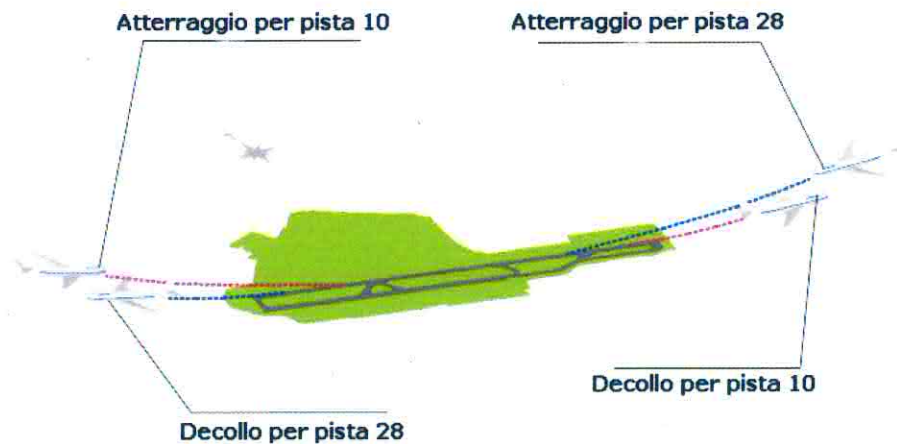 Atterraggio per pista 10
Atterraggio per pista 28
Decollo per pista 10
Decollo per pista 28